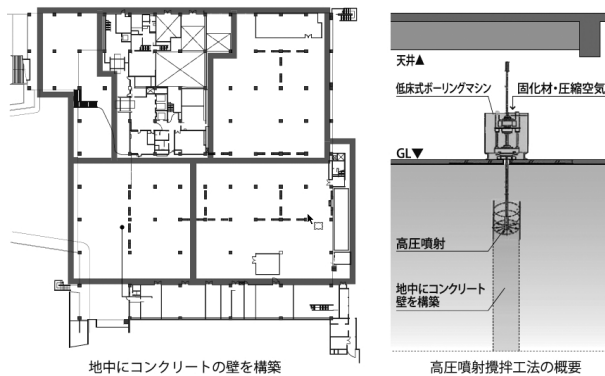 天井▲
低床式ボーリングマシン
固化材・圧縮空気
GL▼
高圧噴射
地中にコンクリート
壁を構築
地中にコンクリートの壁を構築
高圧噴射攪拌工法の概要